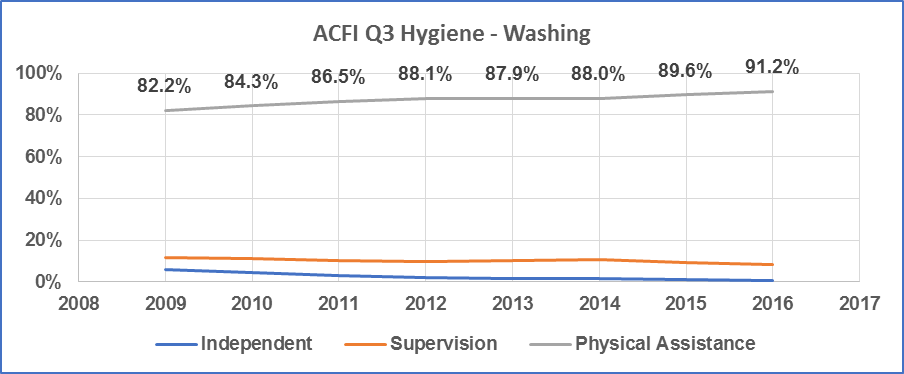 ACFI Q3 Hygiene - Washing
82.2% 84.3% 86.5% 88.1% 87.9% 88.0% 89.6% 91.2%
100%
80%
60%
40%
20%
0%
2008 2009 2010 2011 2012 2013 2014 2015 2016 2017
Independent Supervision Physical Assistance